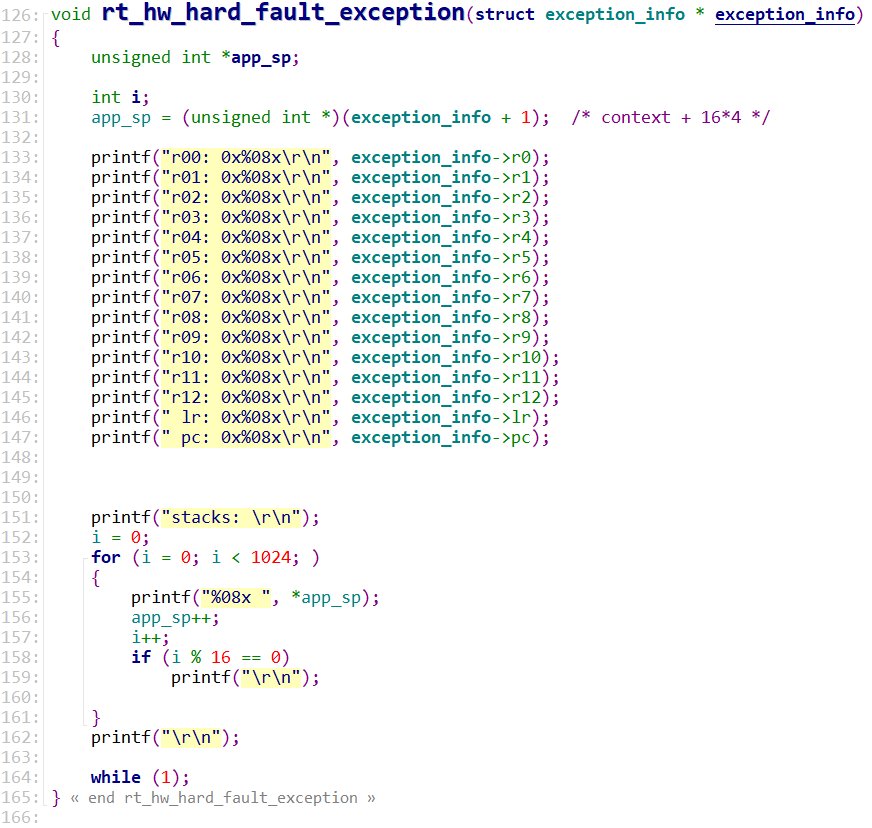 126: void rt_hw_hard_fault_exception(struct exception_info * exception_info)
127: {
128:     unsigned int *app_sp;
129:
130:     int i;
131:     app_sp = (unsigned int *)(exception_info + 1);  /* context + 16*4 */
132:
133:     printf("r00: 0x%08x\r\n", exception_info->r0);
134:     printf("r01: 0x%08x\r\n", exception_info->r1);
135:     printf("r02: 0x%08x\r\n", exception_info->r2);
136:     printf("r03: 0x%08x\r\n", exception_info->r3);
137:     printf("r04: 0x%08x\r\n", exception_info->r4);
138:     printf("r05: 0x%08x\r\n", exception_info->r5);
139:     printf("r06: 0x%08x\r\n", exception_info->r6);
140:     printf("r07: 0x%08x\r\n", exception_info->r7);
141:     printf("r08: 0x%08x\r\n", exception_info->r8);
142:     printf("r09: 0x%08x\r\n", exception_info->r9);
143:     printf("r10: 0x%08x\r\n", exception_info->r10);
144:     printf("r11: 0x%08x\r\n", exception_info->r11);
145:     printf("r12: 0x%08x\r\n", exception_info->r12);
146:     printf(" lr: 0x%08x\r\n", exception_info->lr);
147:     printf(" pc: 0x%08x\r\n", exception_info->pc);
148:
149:
150:
151:     printf("stacks: \r\n");
152:     i = 0;
153:     for (i = 0; i < 1024; )
154:     {
155:         printf("%08x ", *app_sp);
156:         app_sp++;
157:         i++;
158:         if (i % 16 == 0)
159:             printf("\r\n");
160:
161:     }
162:     printf("\r\n");
163:
164:     while (1);
165: } « end rt_hw_hard_fault_exception »
166: